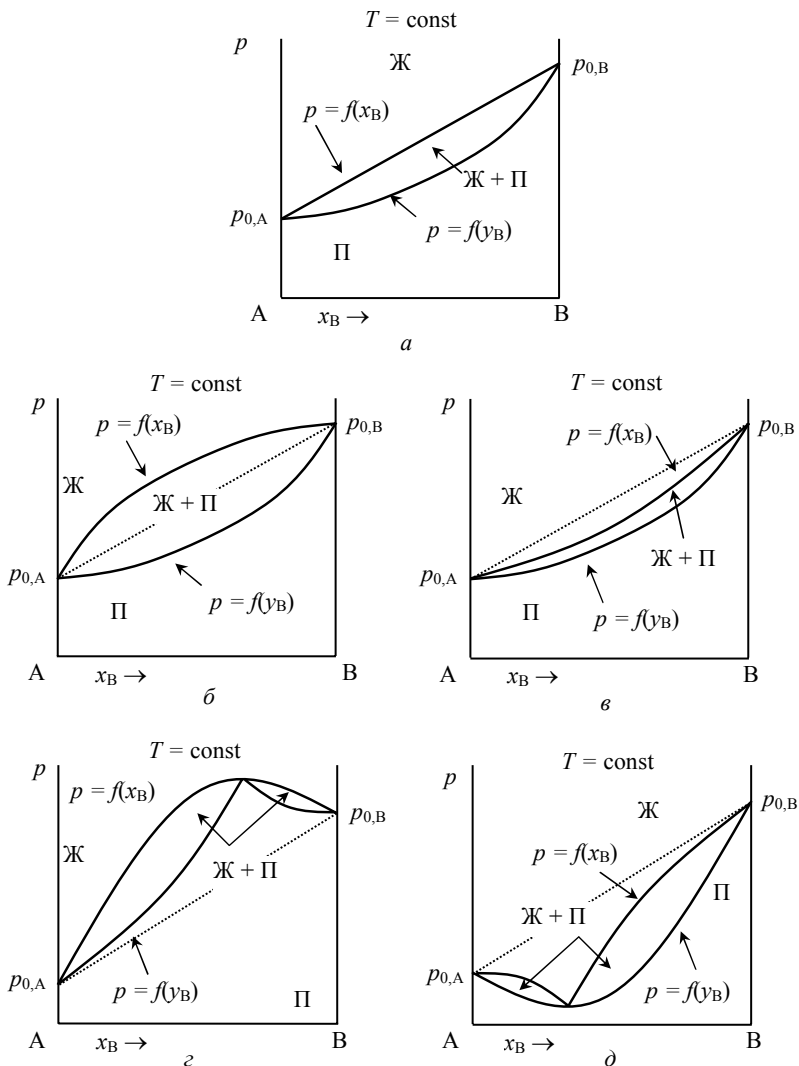 T = const
p
Ж
p0,B
p = f(xB)
Ж + П
p0,A
p = f(yB)
П
A xB → B
а
T = const
p
p = f(xB)
p0,B
Ж
Ж + П
p0,A
p = f(yB)
П
A xB → B
б
T = const
p
p = f(xB)
p0,B
Ж
p0,A
Ж + П
П
p = f(yB)
A xB → B
в
T = const
p
p = f(xB)
p0,B
Ж
Ж + П
p0,A
p = f(yB)
П
A xB → B
г
T = const
p
p0,B
Ж
p = f(xB)
П
Ж + П
p0,A
p = f(yB)
A xB → B
д